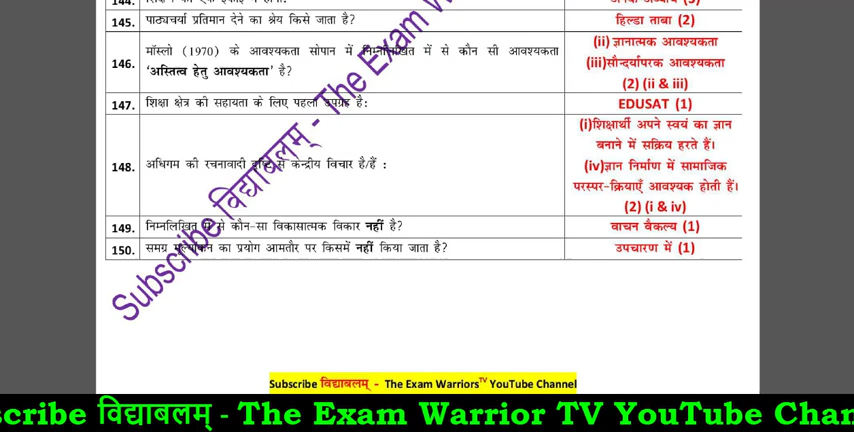 144.
145. पाठ्यचर्या प्रतिमान देने का श्रेय किसे जाता है? हिल्डा ताबा (2)
146. मॉस्लो (1970) के आवश्यकता सोपान में निम्नलिखित में से कौन सी आवश्यकता
'अस्तित्व हेतु आवश्यकता' है?
(ii) ज्ञानात्मक आवश्यकता
(iii)सौन्दर्यापरक आवश्यकता
(2) (ii & iii)
147. शिक्षा क्षेत्र की सहायता के लिए पहला उपग्रह है: EDUSAT (1)
148. अधिगम की रचनावादी दृष्टि से केन्द्रीय विचार है/हैं :
(i)शिक्षार्थी अपने स्वयं का ज्ञान
बनाने में सक्रिय हरते हैं।
(iv)ज्ञान निर्माण में सामाजिक
परस्पर-क्रियाएँ आवश्यक होती हैं।
(2) (i & iv)
149. निम्नलिखित में से कौन-सा विकासात्मक विकार नहीं है? वाचन वैकल्य (1)
150. समग्र मूल्यांकन का प्रयोग आमतौर पर किसमें नहीं किया जाता है? उपचारण में (1)
Subscribe विद्याबलम् - The Exam W
Subscribe विद्याबलम् - The Exam Warriors TV YouTube Channel
scribe विद्याबलम् - The Exam Warrior TV YouTube Chan